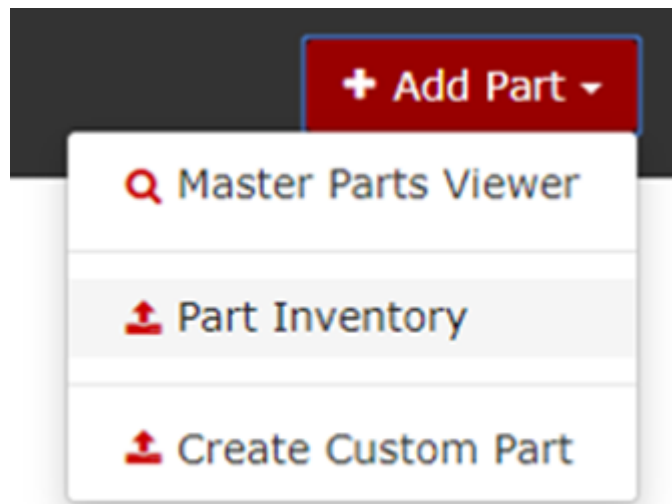 Add Part
Master Parts Viewer
Part Inventory
Create Custom Part